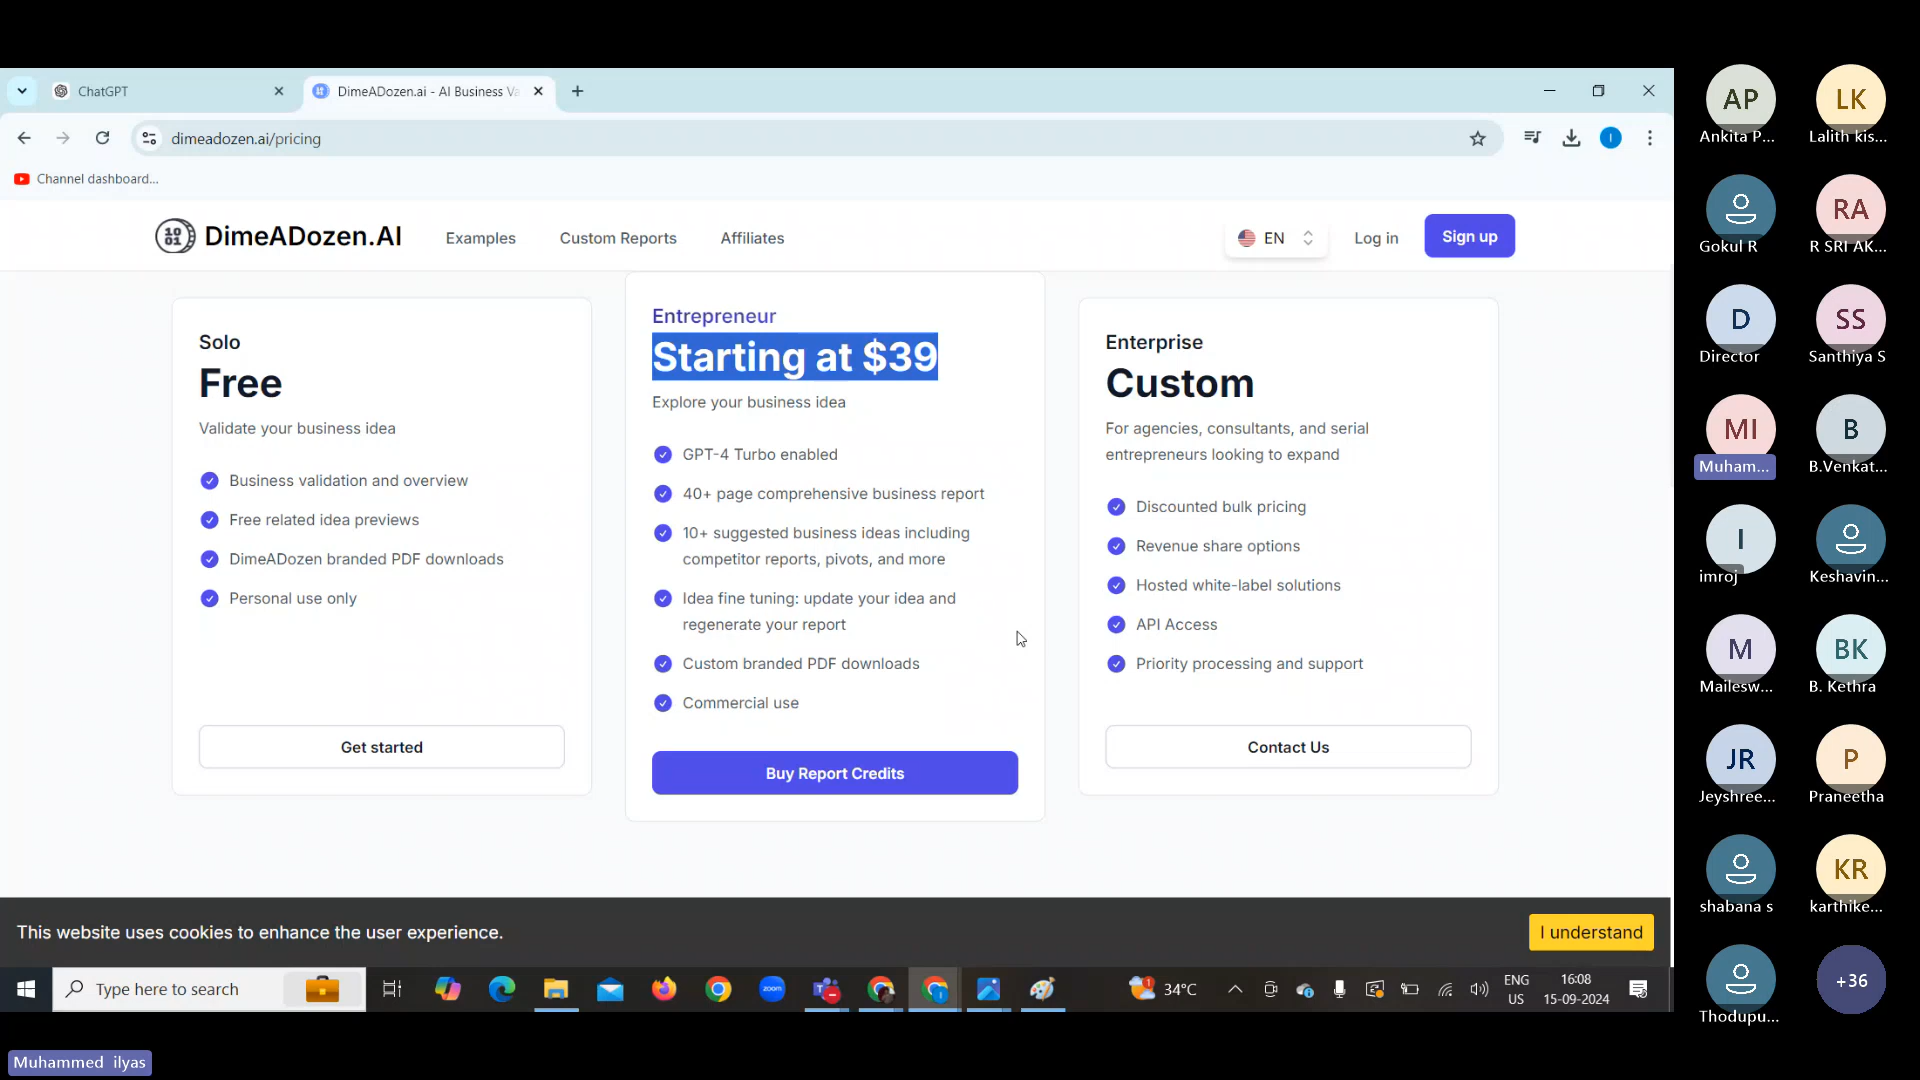 ChatGPT
DimeADozen.ai - AI Business Va
dimeadozen.ai/pricing
Channel dashboard...
DimeADozen.AI
Examples
Custom Reports
Affiliates
EN
Log in
Sign up
Solo
Free
Validate your business idea
Business validation and overview
Free related idea previews
DimeADozen branded PDF downloads
Personal use only
Get started
Entrepreneur
Starting at $39
Explore your business idea
GPT-4 Turbo enabled
40+ page comprehensive business report
10+ suggested business ideas including
competitor reports, pivots, and more
Idea fine tuning: update your idea and
regenerate your report
Custom branded PDF downloads
Commercial use
Buy Report Credits
Enterprise
Custom
For agencies, consultants, and serial
entrepreneurs looking to expand
Discounted bulk pricing
Revenue share options
Hosted white-label solutions
API Access
Priority processing and support
Contact Us
This website uses cookies to enhance the user experience.
I understand
Type here to search
zoom
1
34°C
ENG
US
16:08
15-09-2024
AP
Ankita P...
LK
Lalith kis...
Gokul R
RA
R SRI AK...
D
Director
SS
Santhiya S
MI
Muham...
B
B.Venkat...
I
imroj
Keshavin...
M
Mailesw...
BK
B. Kethra
JR
Jeyshree...
P
Praneetha
shabana s
KR
karthike...
Thodupu...
+36
Muhammed ilyas